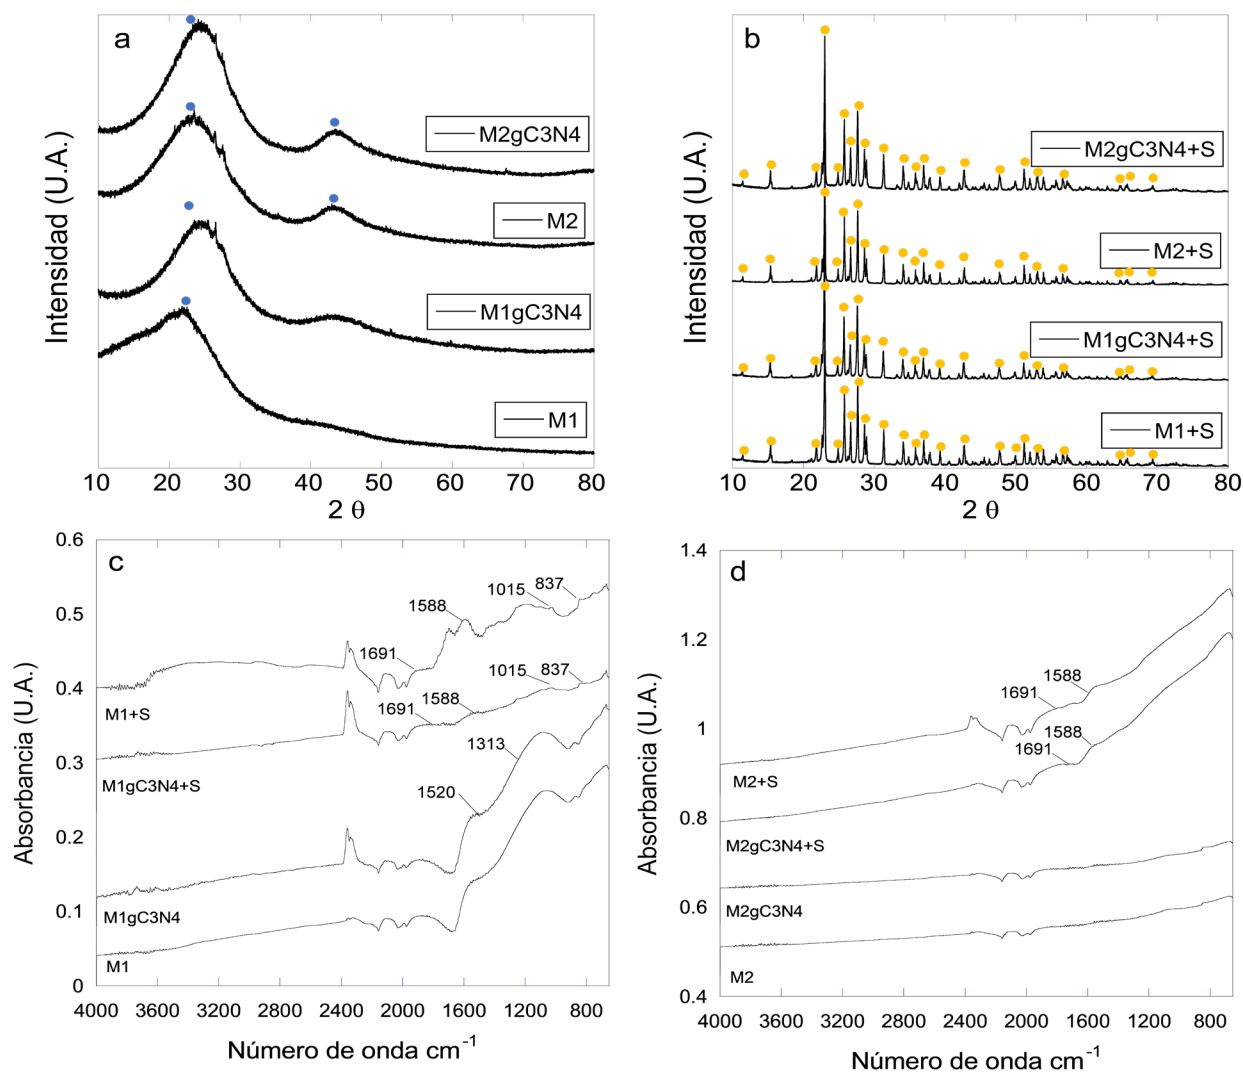 a
M2gC3N4
M2
M1gC3N4
M1
Intensidad (U.A.)
10 20 30 40 50 60 70 80
2 θ
b
M2gC3N4+S
M2+S
M1gC3N4+S
M1+S
Intensidad (U.A.)
10 20 30 40 50 60 70 80
2 θ
c
0.6
0.5
0.4
0.3
0.2
0.1
0
Absorbancia (U.A.)
1691
1588
1015
837
M1+S
1691
1588
1015
837
M1gC3N4+S
1313
1520
M1gC3N4
M1
4000 3600 3200 2800 2400 2000 1600 1200 800
Número de onda cm-1
d
1.4
1.2
1
0.8
0.6
0.4
Absorbancia (U.A.)
1691
1588
M2+S
1691
1588
M2gC3N4+S
M2gC3N4
M2
4000 3600 3200 2800 2400 2000 1600 1200 800
Número de onda cm-1